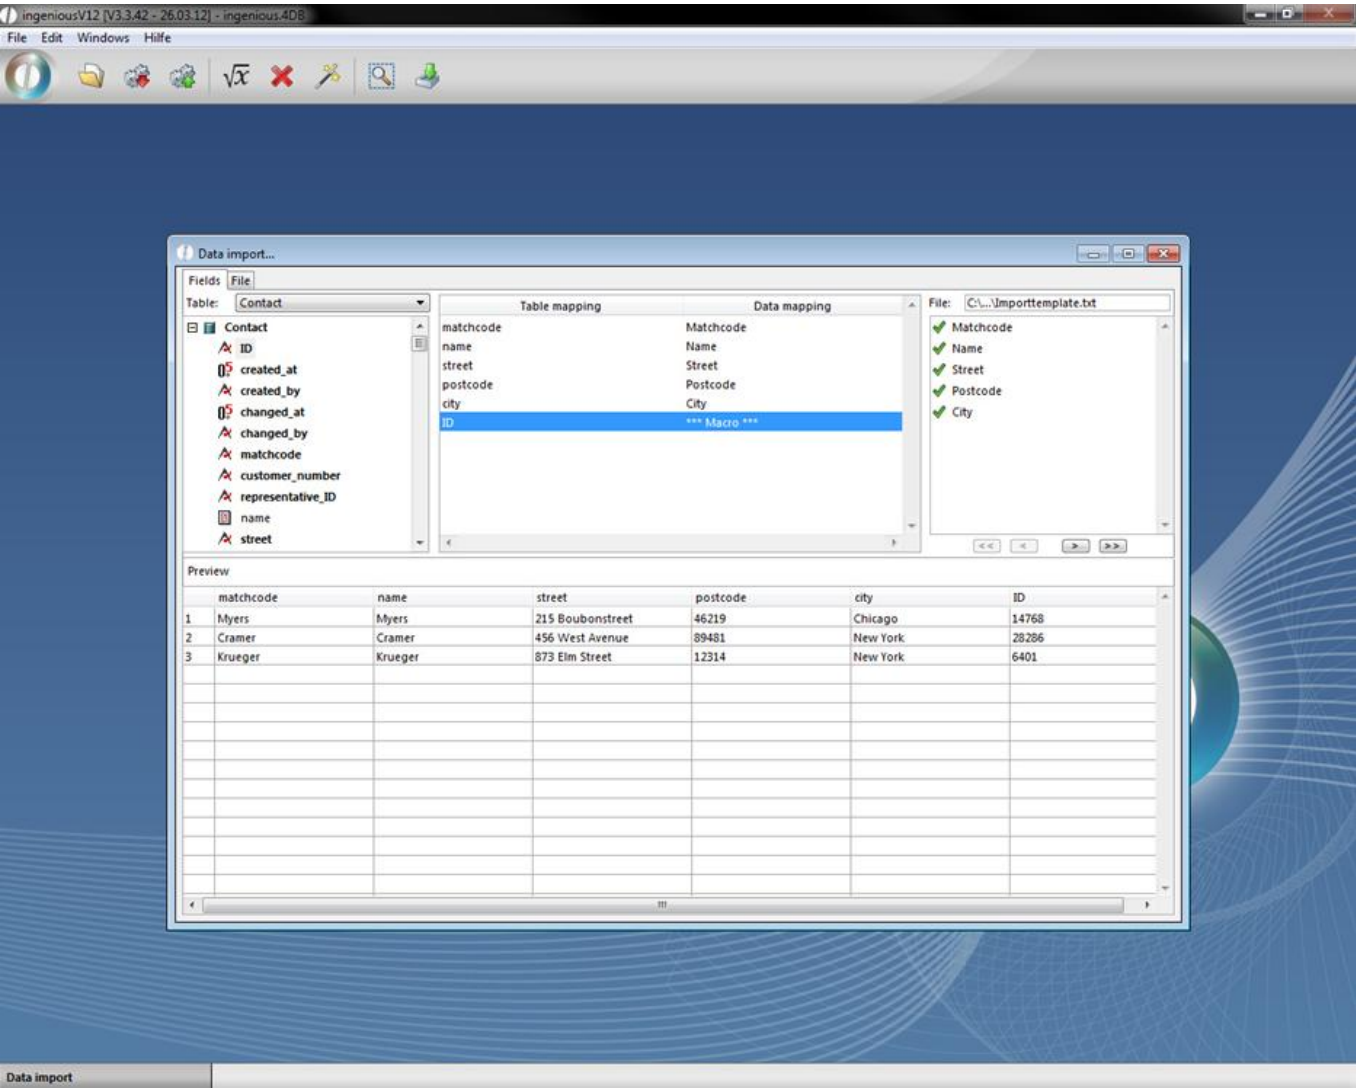 ingeniousV12 [V3.3.42 - 26.03.12] - ingenious.4DB
File Edit Windows Hilfe
√x
Data import...
Fields File
Table: Contact
Contact
ID
created_at
created_by
changed_at
changed_by
matchcode
customer_number
representative_ID
name
street
Table mapping Data mapping
matchcode Matchcode
name Name
street Street
postcode Postcode
city City
ID *** Macro ***
File: C:\...\Importtemplate.txt
Matchcode
Name
Street
Postcode
City
<< < > >>
Preview
matchcode name street postcode city ID
1 Myers Myers 215 Boubonstreet 46219 Chicago 14768
2 Cramer Cramer 456 West Avenue 89481 New York 28286
3 Krueger Krueger 873 Elm Street 12314 New York 6401
Data import